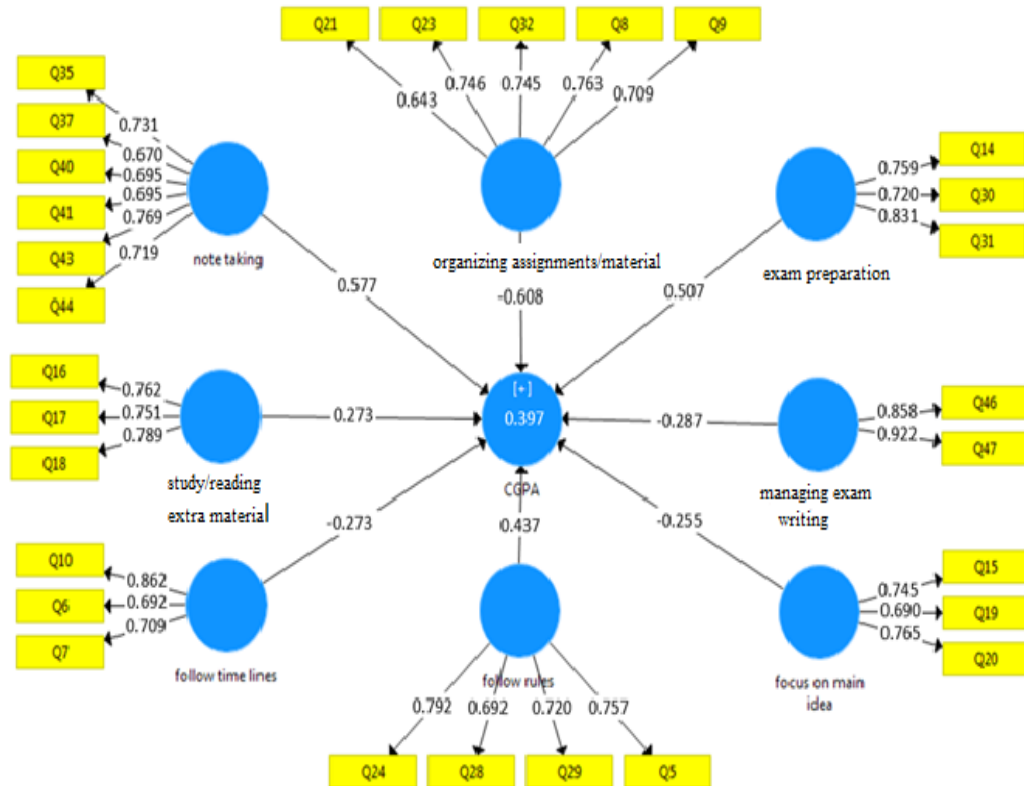 Q21
Q23
Q32
Q8
Q9
0.643
0.746
0.745
0.763
0.709
Q35
Q37
Q40
Q41
Q43
Q44
0.731
0.670
0.695
0.695
0.769
0.719
note taking
organizing assignments/material
exam preparation
0.759
0.720
0.831
Q14
Q30
Q31
0.577
-0.608
0.507
Q16
Q17
Q18
0.762
0.751
0.789
study/reading
extra material
0.273
[+]
0.397
CGPA
-0.287
managing exam
writing
0.858
0.922
Q46
Q47
-0.273
0.437
-0.255
Q10
Q6
Q7
0.862
0.692
0.709
follow time lines
follow rules
focus on main
idea
0.745
0.690
0.765
Q15
Q19
Q20
0.792
0.692
0.720
0.757
Q24
Q28
Q29
Q5